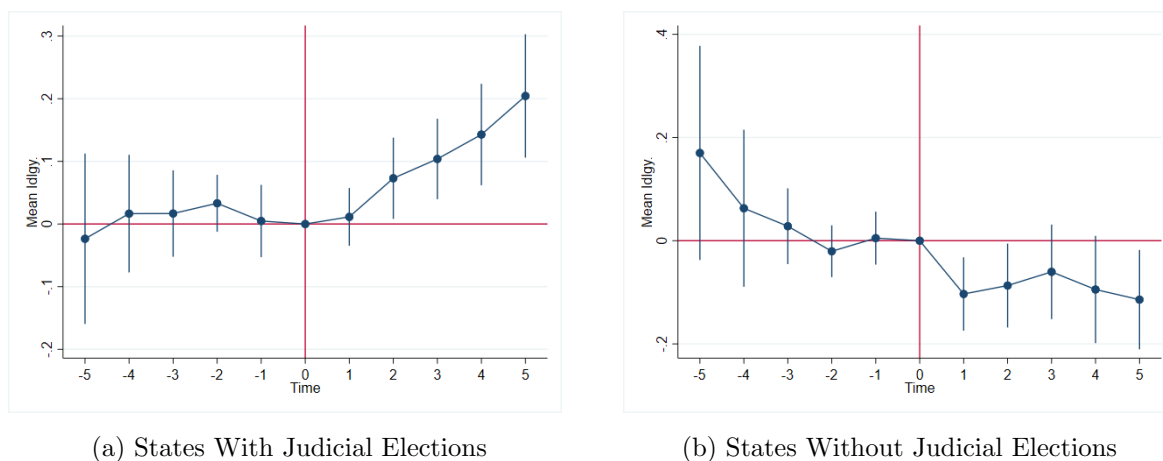 .3
.2
.1
0
-.1
-.2
Mean Idlgy.
-5 -4 -3 -2 -1 0 1 2 3 4 5
Time
(a) States With Judicial Elections
.4
.2
0
-.2
Mean Idlgy.
-5 -4 -3 -2 -1 0 1 2 3 4 5
Time
(b) States Without Judicial Elections